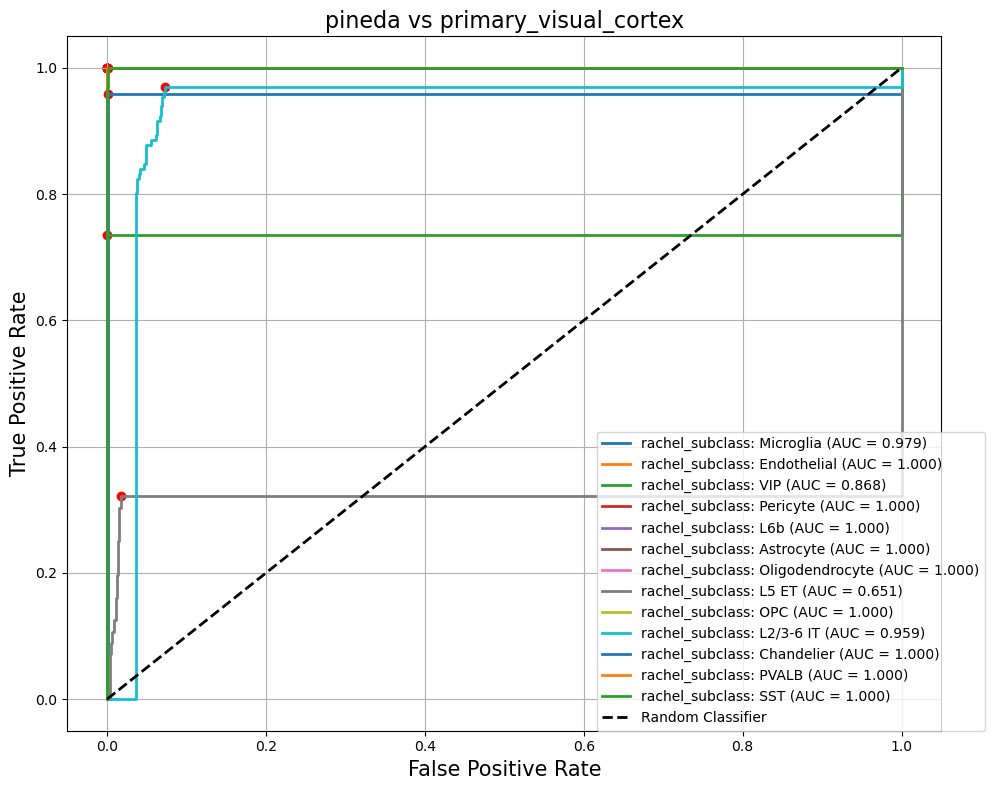 pineda vs primary_visual_cortex
True Positive Rate
1.0
0.8
0.6
0.4
0.2
0.0
rachel_subclass: Microglia (AUC = 0.979)
rachel_subclass: Endothelial (AUC = 1.000)
rachel_subclass: VIP (AUC = 0.868)
rachel_subclass: Pericyte (AUC = 1.000)
rachel_subclass: L6b (AUC = 1.000)
rachel_subclass: Astrocyte (AUC = 1.000)
rachel_subclass: Oligodendrocyte (AUC = 1.000)
rachel_subclass: L5 ET (AUC = 0.651)
rachel_subclass: OPC (AUC = 1.000)
rachel_subclass: L2/3-6 IT (AUC = 0.959)
rachel_subclass: Chandelier (AUC = 1.000)
rachel_subclass: PVALB (AUC = 1.000)
rachel_subclass: SST (AUC = 1.000)
Random Classifier
0.0 0.2 0.4 0.6 0.8 1.0
False Positive Rate